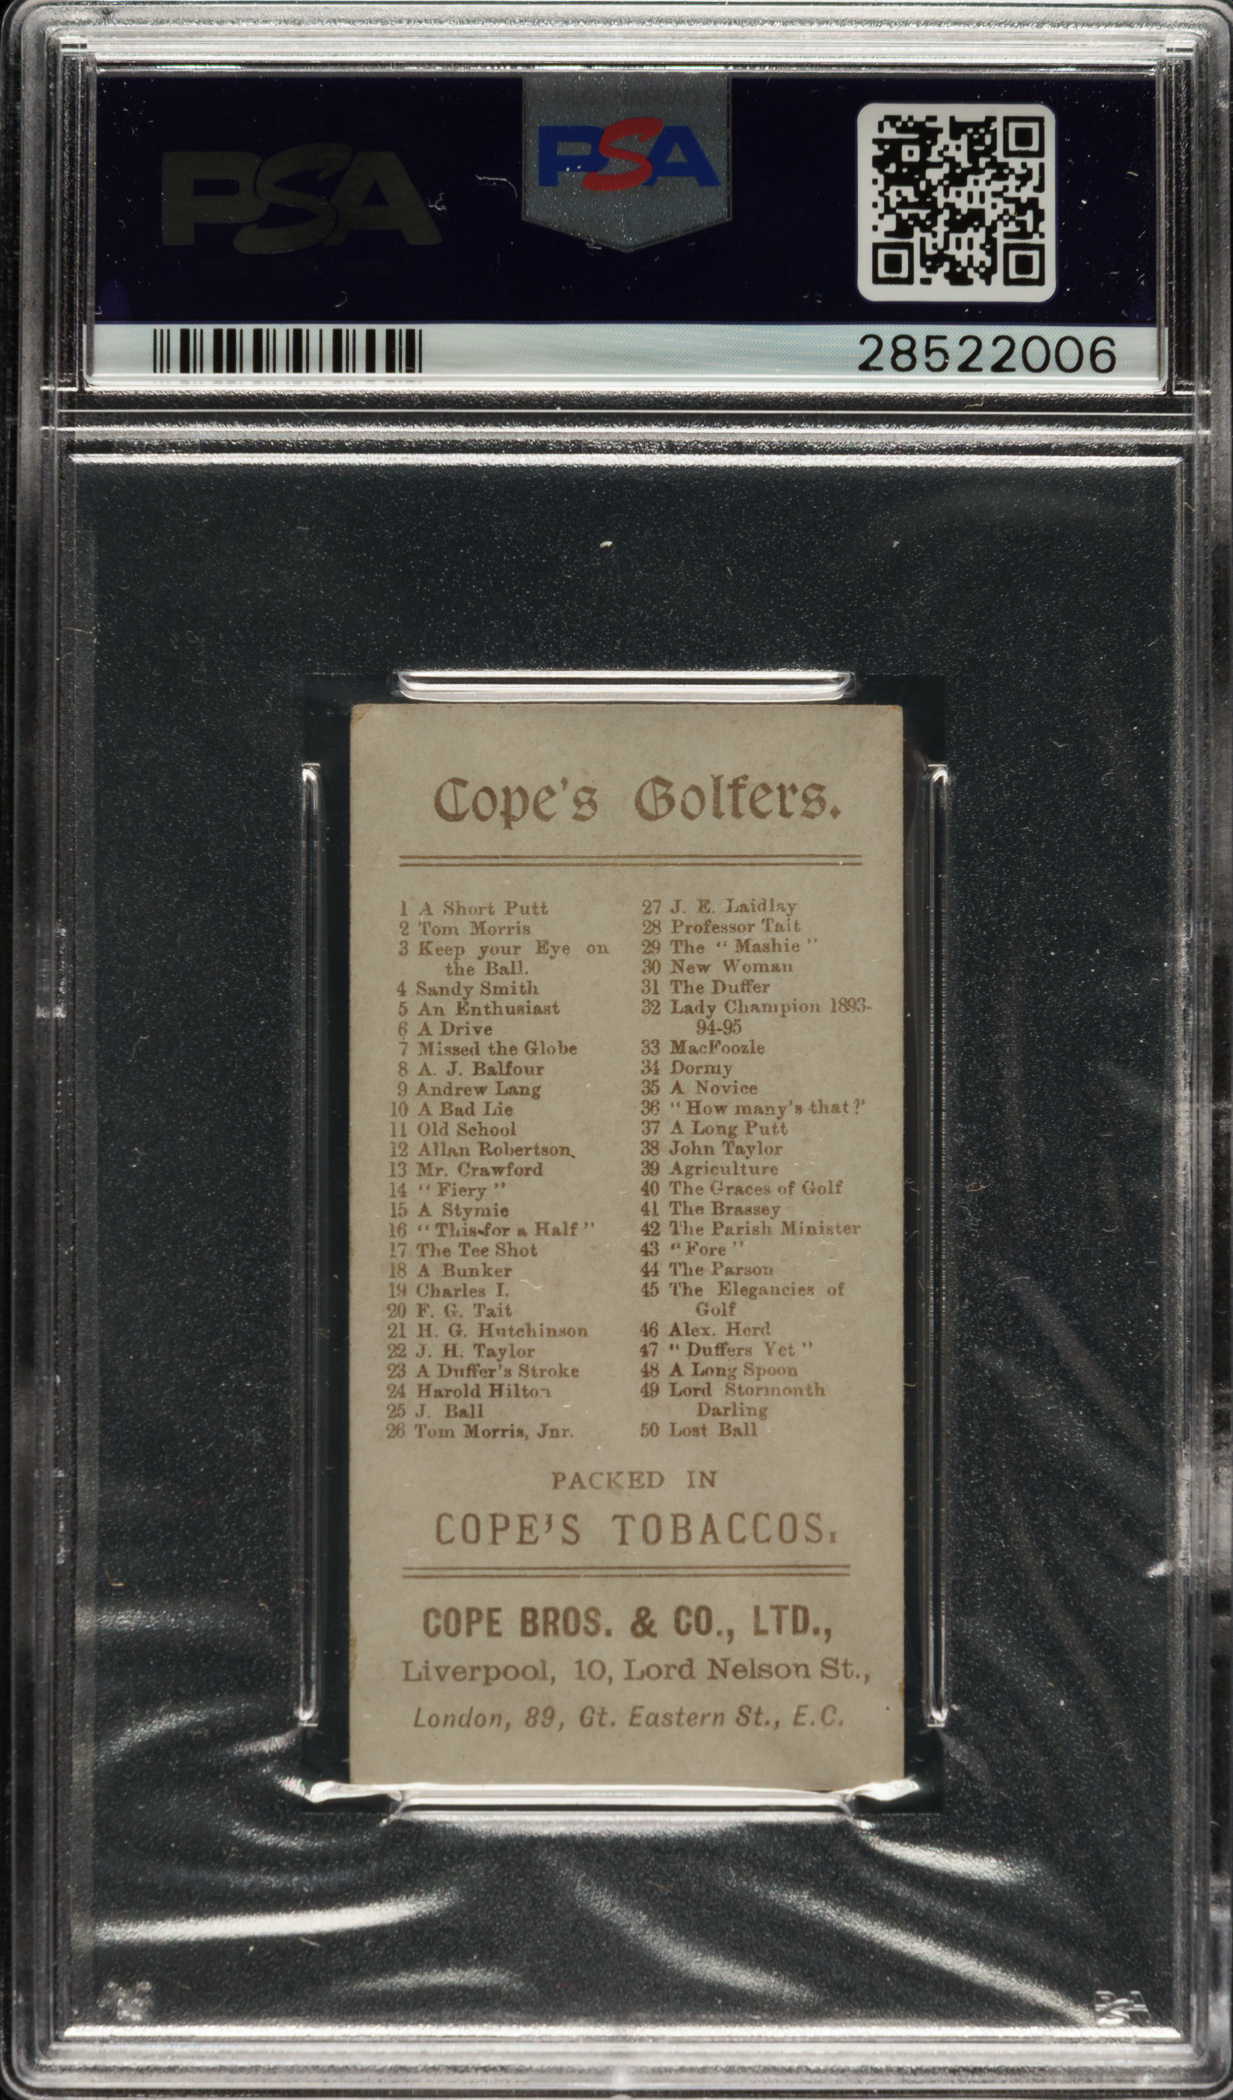 PSA
PSA
28522006
Cope's Golfers.
1 A Short Putt
2 Tom Morris
3 Keep your Eye on
the Ball.
4 Sandy Smith
5 An Enthusiast
6 A Drive
7 Missed the Globe
8 A. J. Balfour
9 Andrew Lang
10 A Bad Lie
11 Old School
12 Allan Robertson,
13 Mr. Crawford
14 "Fiery"
15 A Stymie
16 "This for a Half"
17 The Tee Shot
18 A Bunker
19 Charles I.
20 F. G. Tait
21 H. G. Hutchinson
22 J. H. Taylor
23 A Duffer's Stroke
24 Harold Hilton
25 J. Ball
26 Tom Morris, Jnr.
27 J. E. Laidlay
28 Professor Tait
29 The "Mashie"
30 New Woman
31 The Duffer
32 Lady Champion 1893-
94-95
33 MacFoozle
34 Dormy
35 A Novice
36 "How many's that?'
37 A Long Putt
38 John Taylor
39 Agriculture
40 The Graces of Golf
41 The Brassey
42 The Parish Minister
43 "Fore"
44 The Parson
45 The Elegancies of
Golf
46 Alex. Herd
47 "Duffers Yet"
48 A Long Spoon
49 Lord Stormonth
Darling
50 Lost Ball
PACKED IN
COPE'S TOBACCOS.
COPE BROS. & CO., LTD.,
Liverpool, 10, Lord Nelson St.,
London, 89, Gt. Eastern St., E.C.
PSA